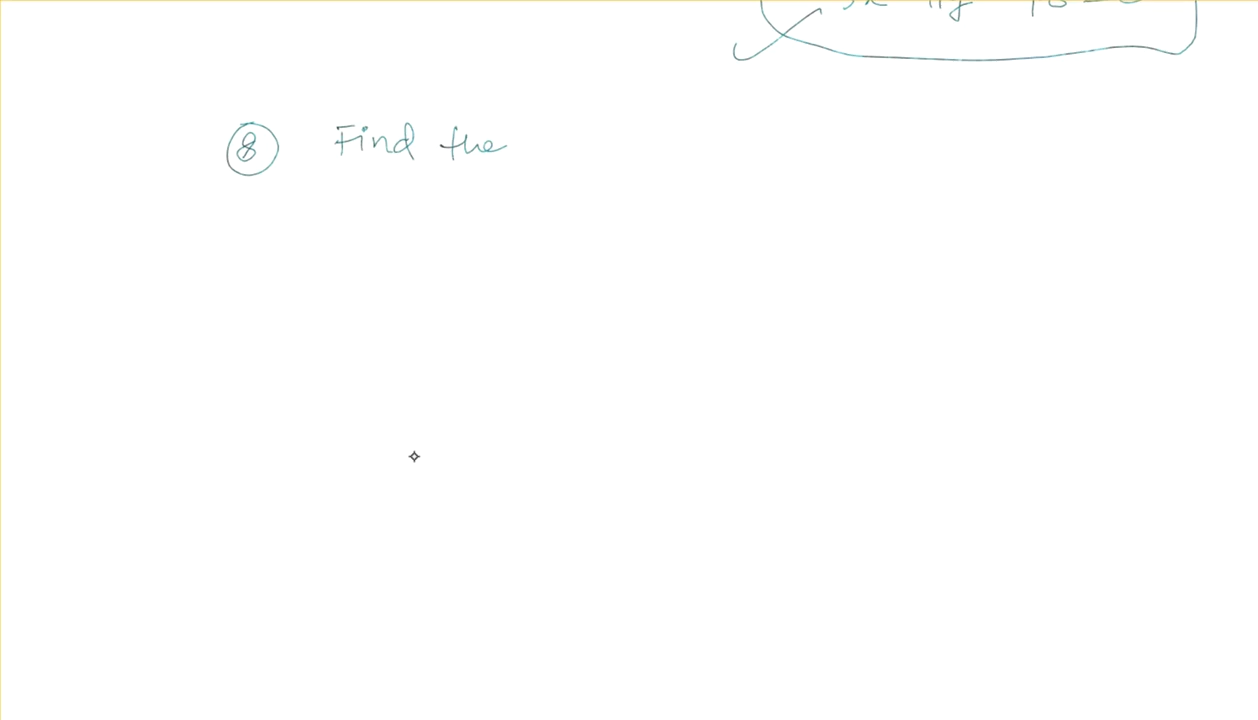 ⑧ Find the